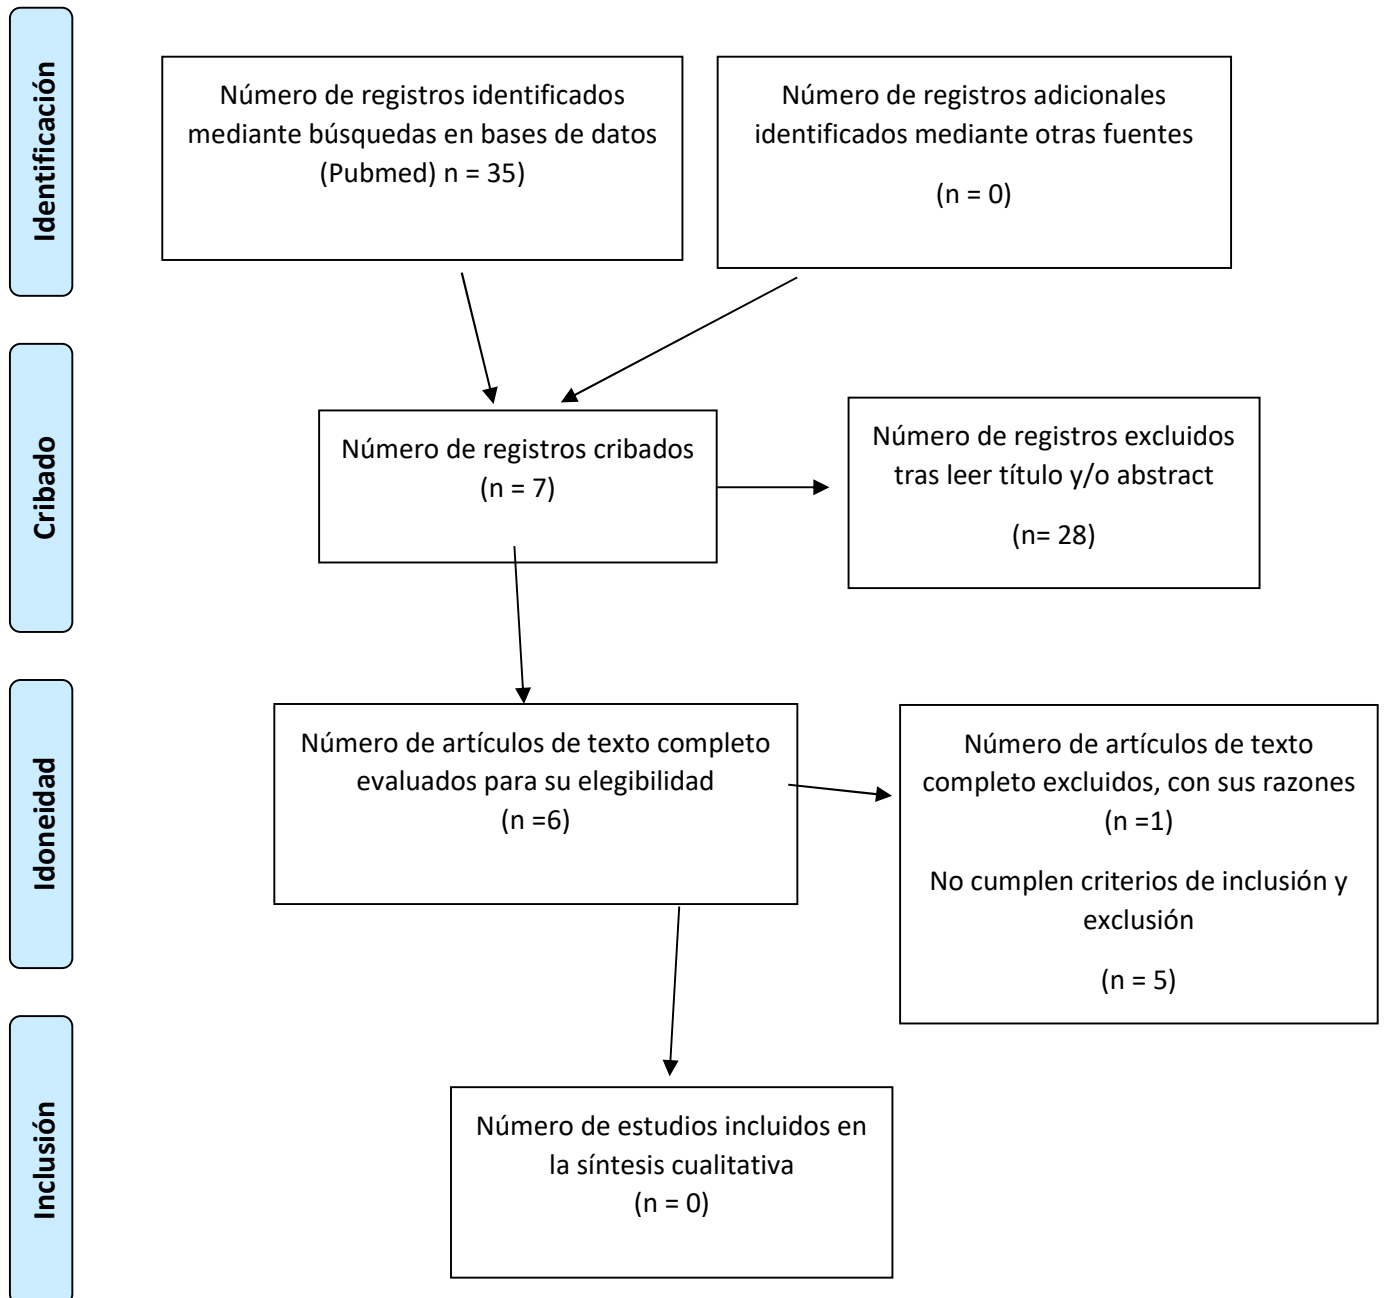 Identificación
Número de registros identificados
mediante búsquedas en bases de datos
(Pubmed) n = 35)
Número de registros adicionales
identificados mediante otras fuentes
(n = 0)
Cribado
Número de registros cribados
(n = 7)
Número de registros excluidos
tras leer título y/o abstract
(n= 28)
Idoneidad
Número de artículos de texto completo
evaluados para su elegibilidad
(n =6)
Número de artículos de texto
completo excluidos, con sus razones
(n =1)
No cumplen criterios de inclusión y
exclusión
(n = 5)
Inclusión
Número de estudios incluidos en
la síntesis cualitativa
(n = 0)